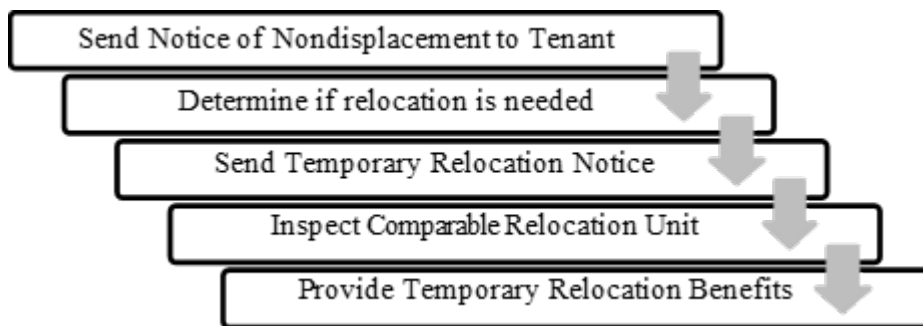 Send Notice of Nondisplacement to Tenant
Determine if relocation is needed
Send Temporary Relocation Notice
Inspect Comparable Relocation Unit
Provide Temporary Relocation Benefits